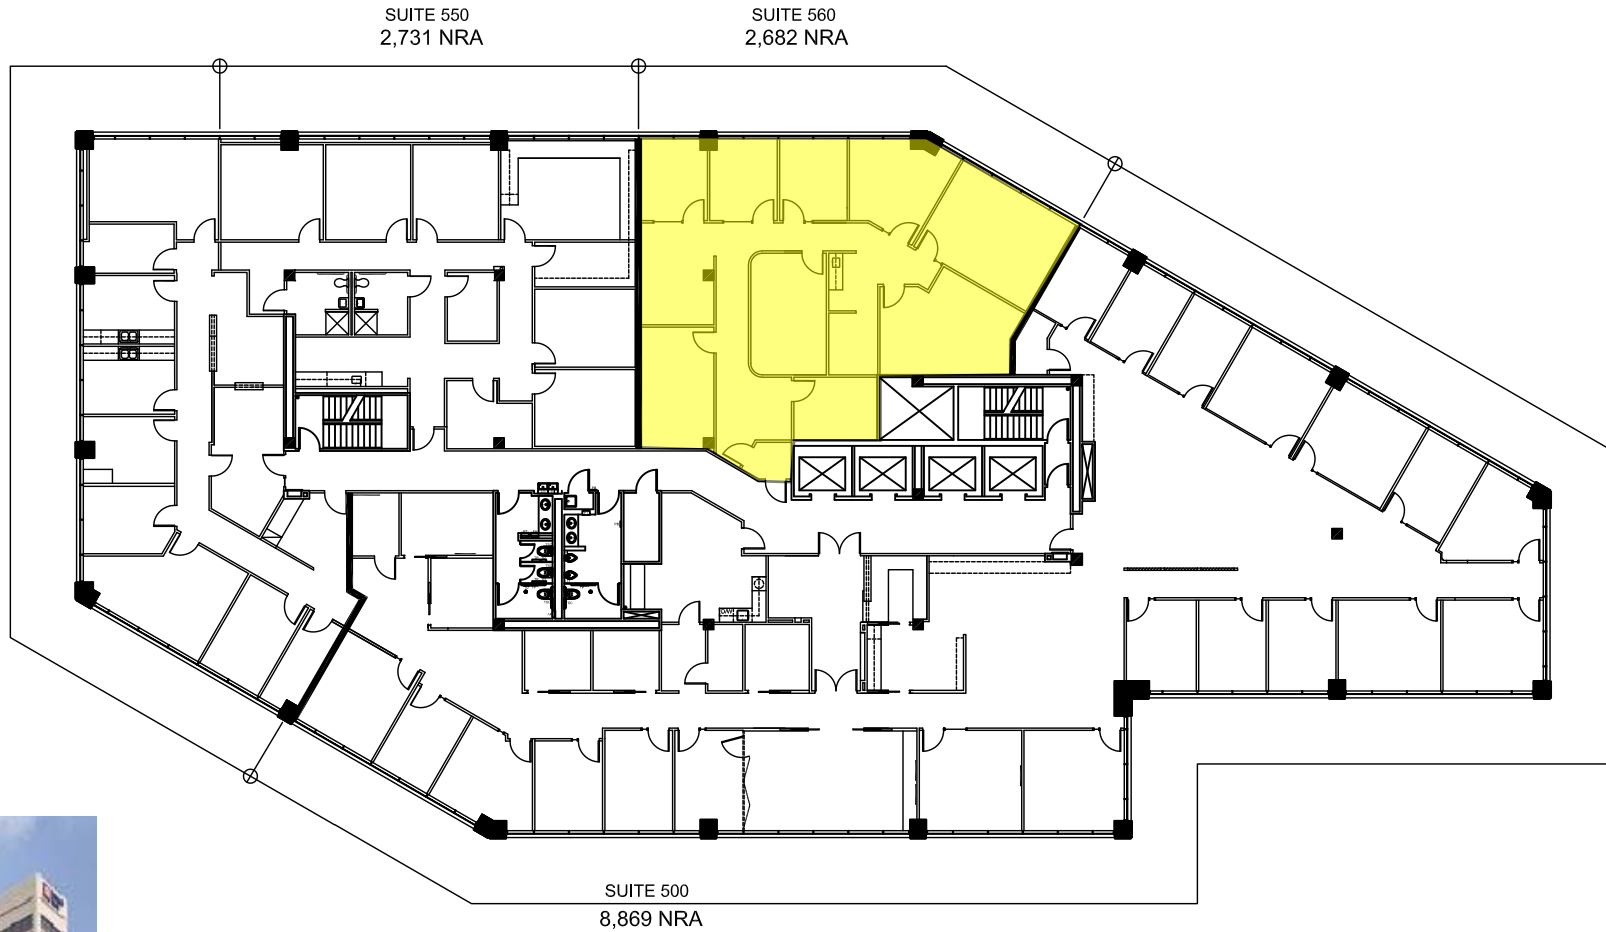 SUITE 550
2,731 NRA
SUITE 560
2,682 NRA
D/W
SUITE 500
8,869 NRA